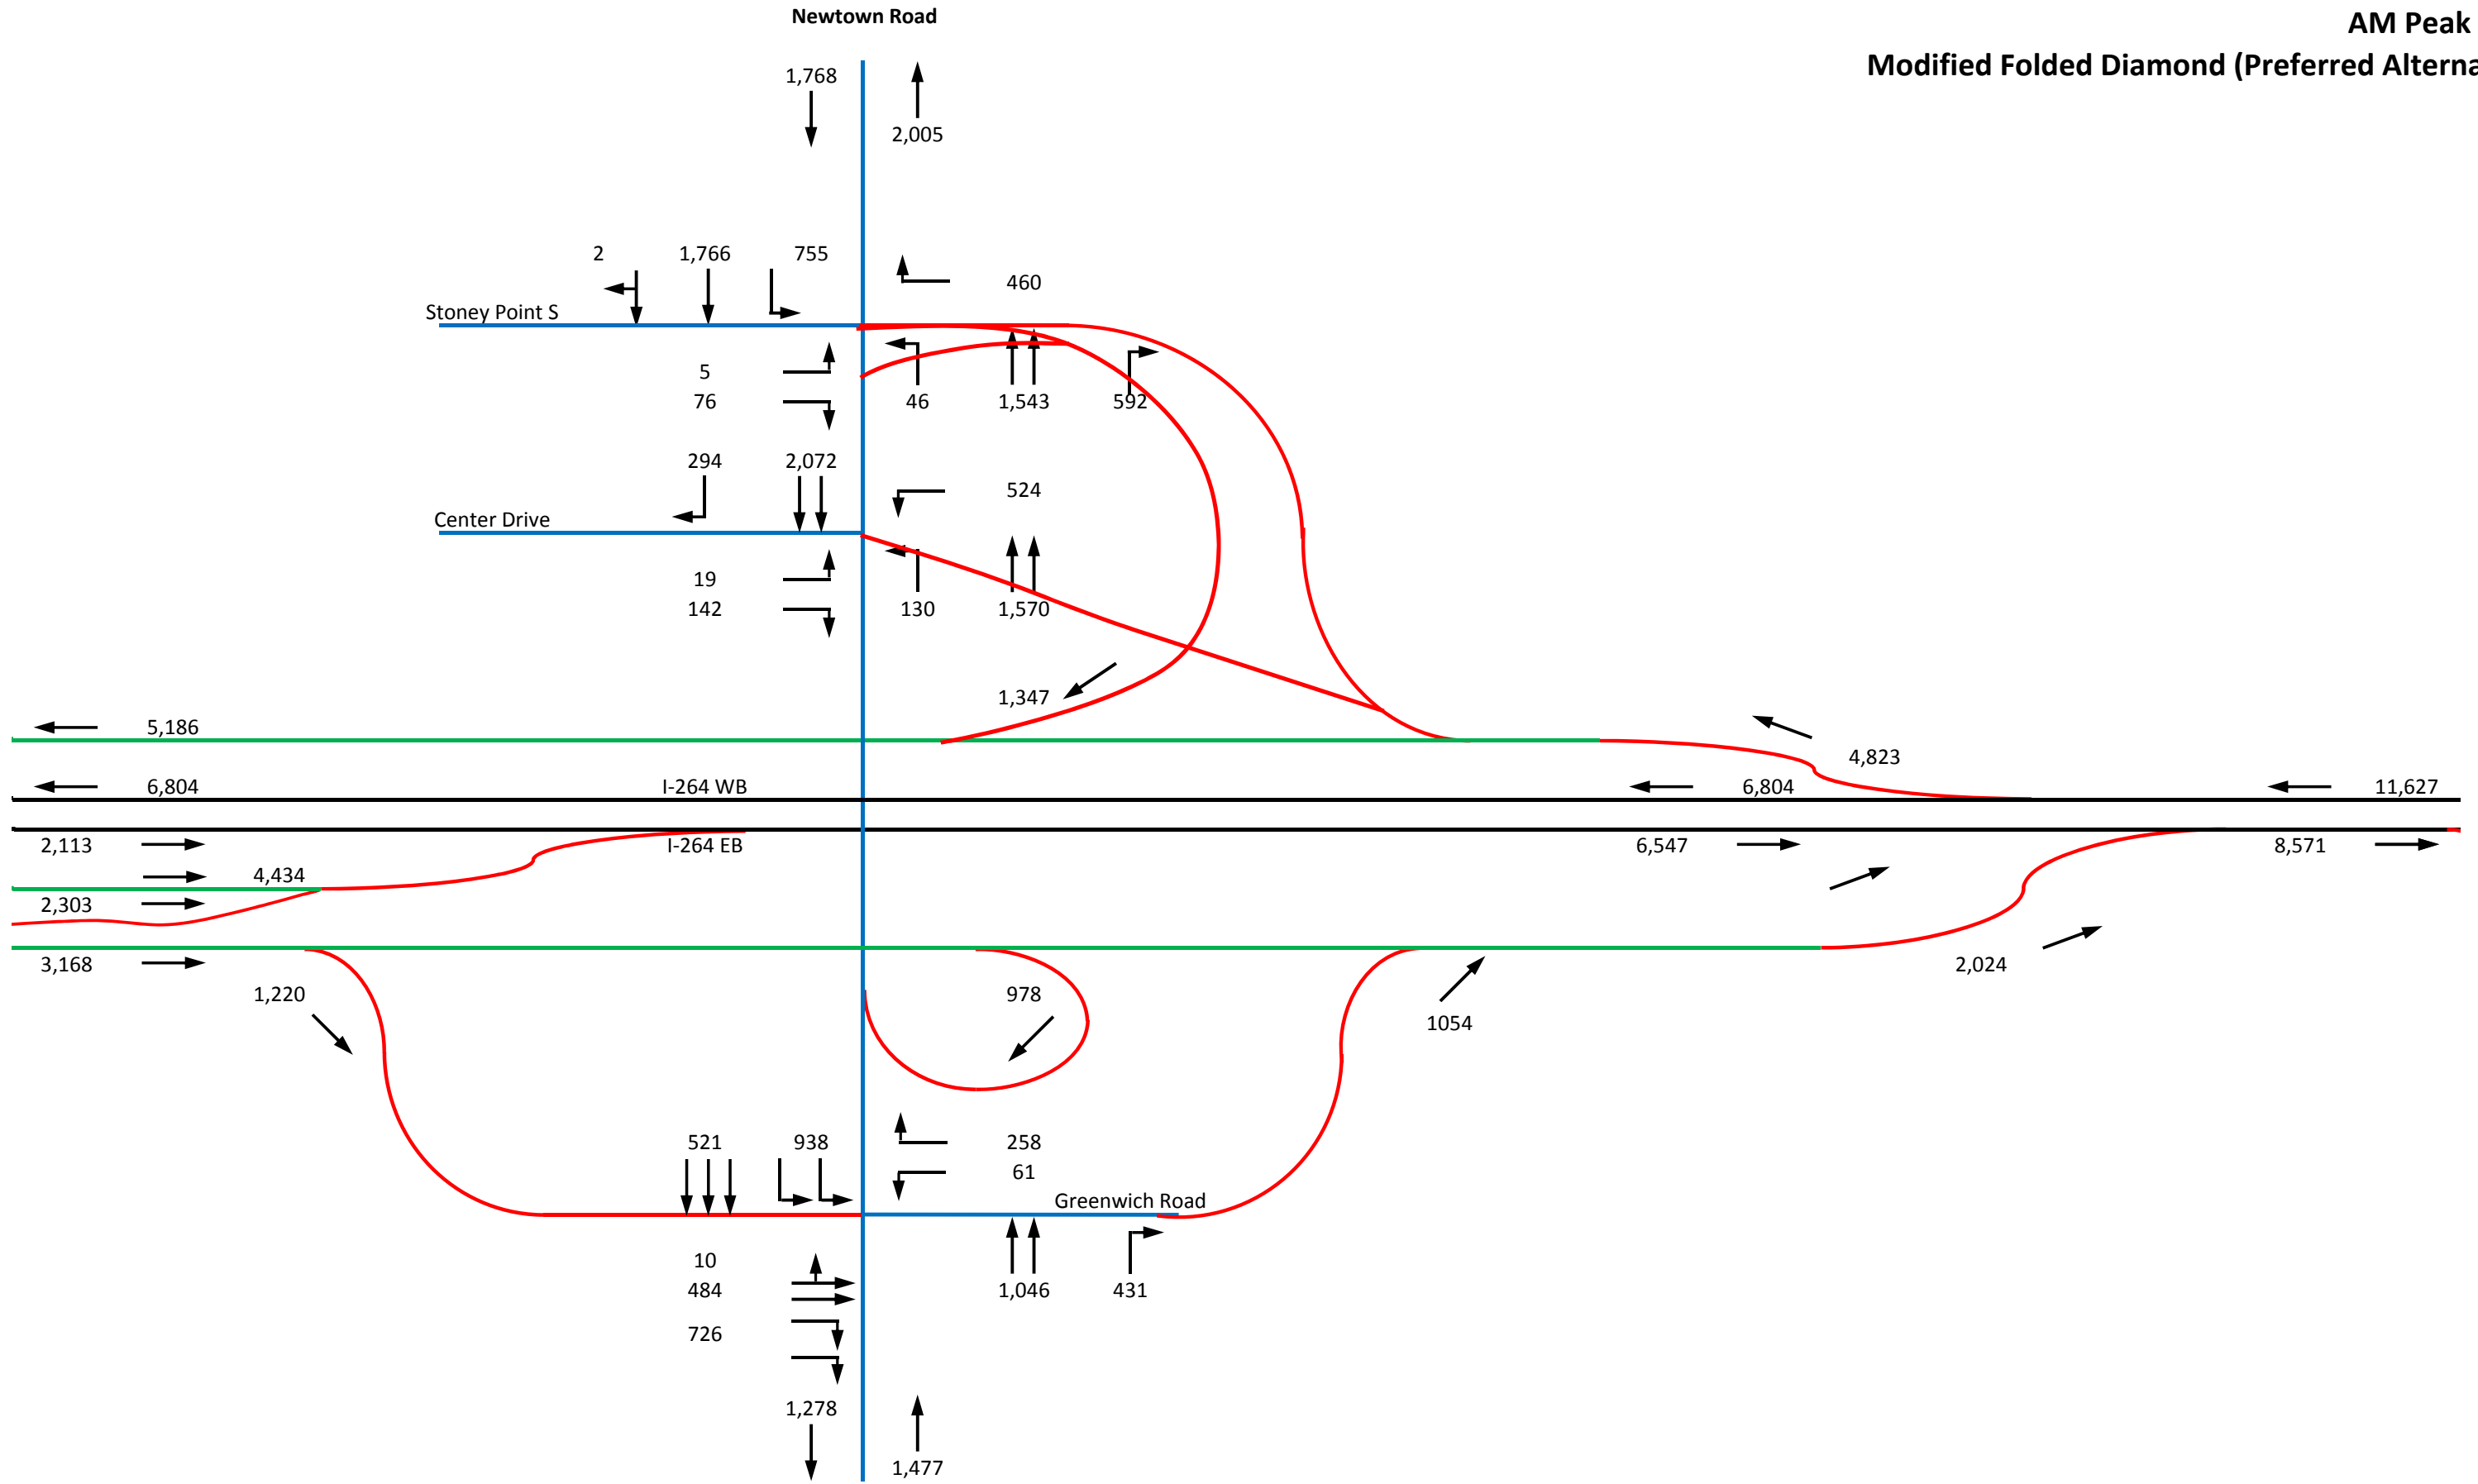 Newtown Road
AM Peak
Modified Folded Diamond (Preferred Alterna
1,768
2,005
2 1,766 755
460
Stoney Point S
5
76
46 1,543 592
294 2,072
524
Center Drive
19
142
130 1,570
1,347
5,186
4,823
6,804 I-264 WB 6,804 11,627
2,113 I-264 EB 6,547 8,571
4,434
2,303
3,168 2,024
1,220 978
1054
521 938 258
61
Greenwich Road
10
484 1,046 431
726
1,278
1,477